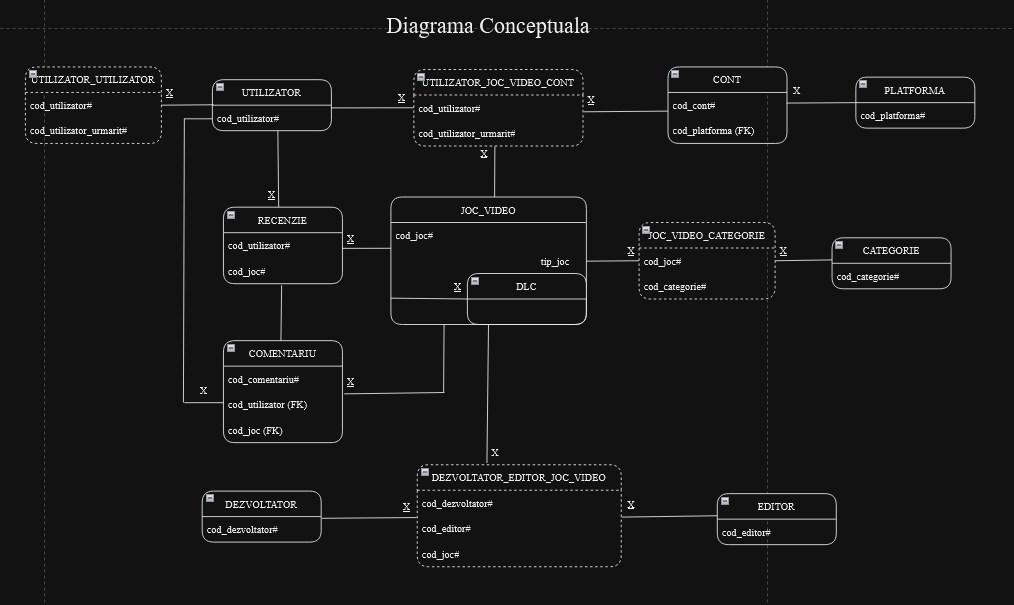 Diagrama Conceptuala
UTILIZATOR_UTILIZATOR
cod_utilizator#
cod_utilizator_urmarit#
X
UTILIZATOR
cod_utilizator#
X
UTILIZATOR_JOC_VIDEO_CONT
cod_utilizator#
cod_utilizator_urmarit#
X
X
CONT
cod_cont#
cod_platforma (FK)
X
PLATFORMA
cod_platforma#
X
RECENZIE
cod_utilizator#
cod_joc#
X
JOC_VIDEO
cod_joc#
tip_joc
X
DLC
X
JOC_VIDEO_CATEGORIE
cod_joc#
cod_categorie#
X
CATEGORIE
cod_categorie#
X
COMENTARIU
cod_comentariu#
cod_utilizator (FK)
cod_joc (FK)
X
X
DEZVOLTATOR
cod_dezvoltator#
X
DEZVOLTATOR_EDITOR_JOC_VIDEO
cod_dezvoltator#
cod_editor#
cod_joc#
X
EDITOR
cod_editor#